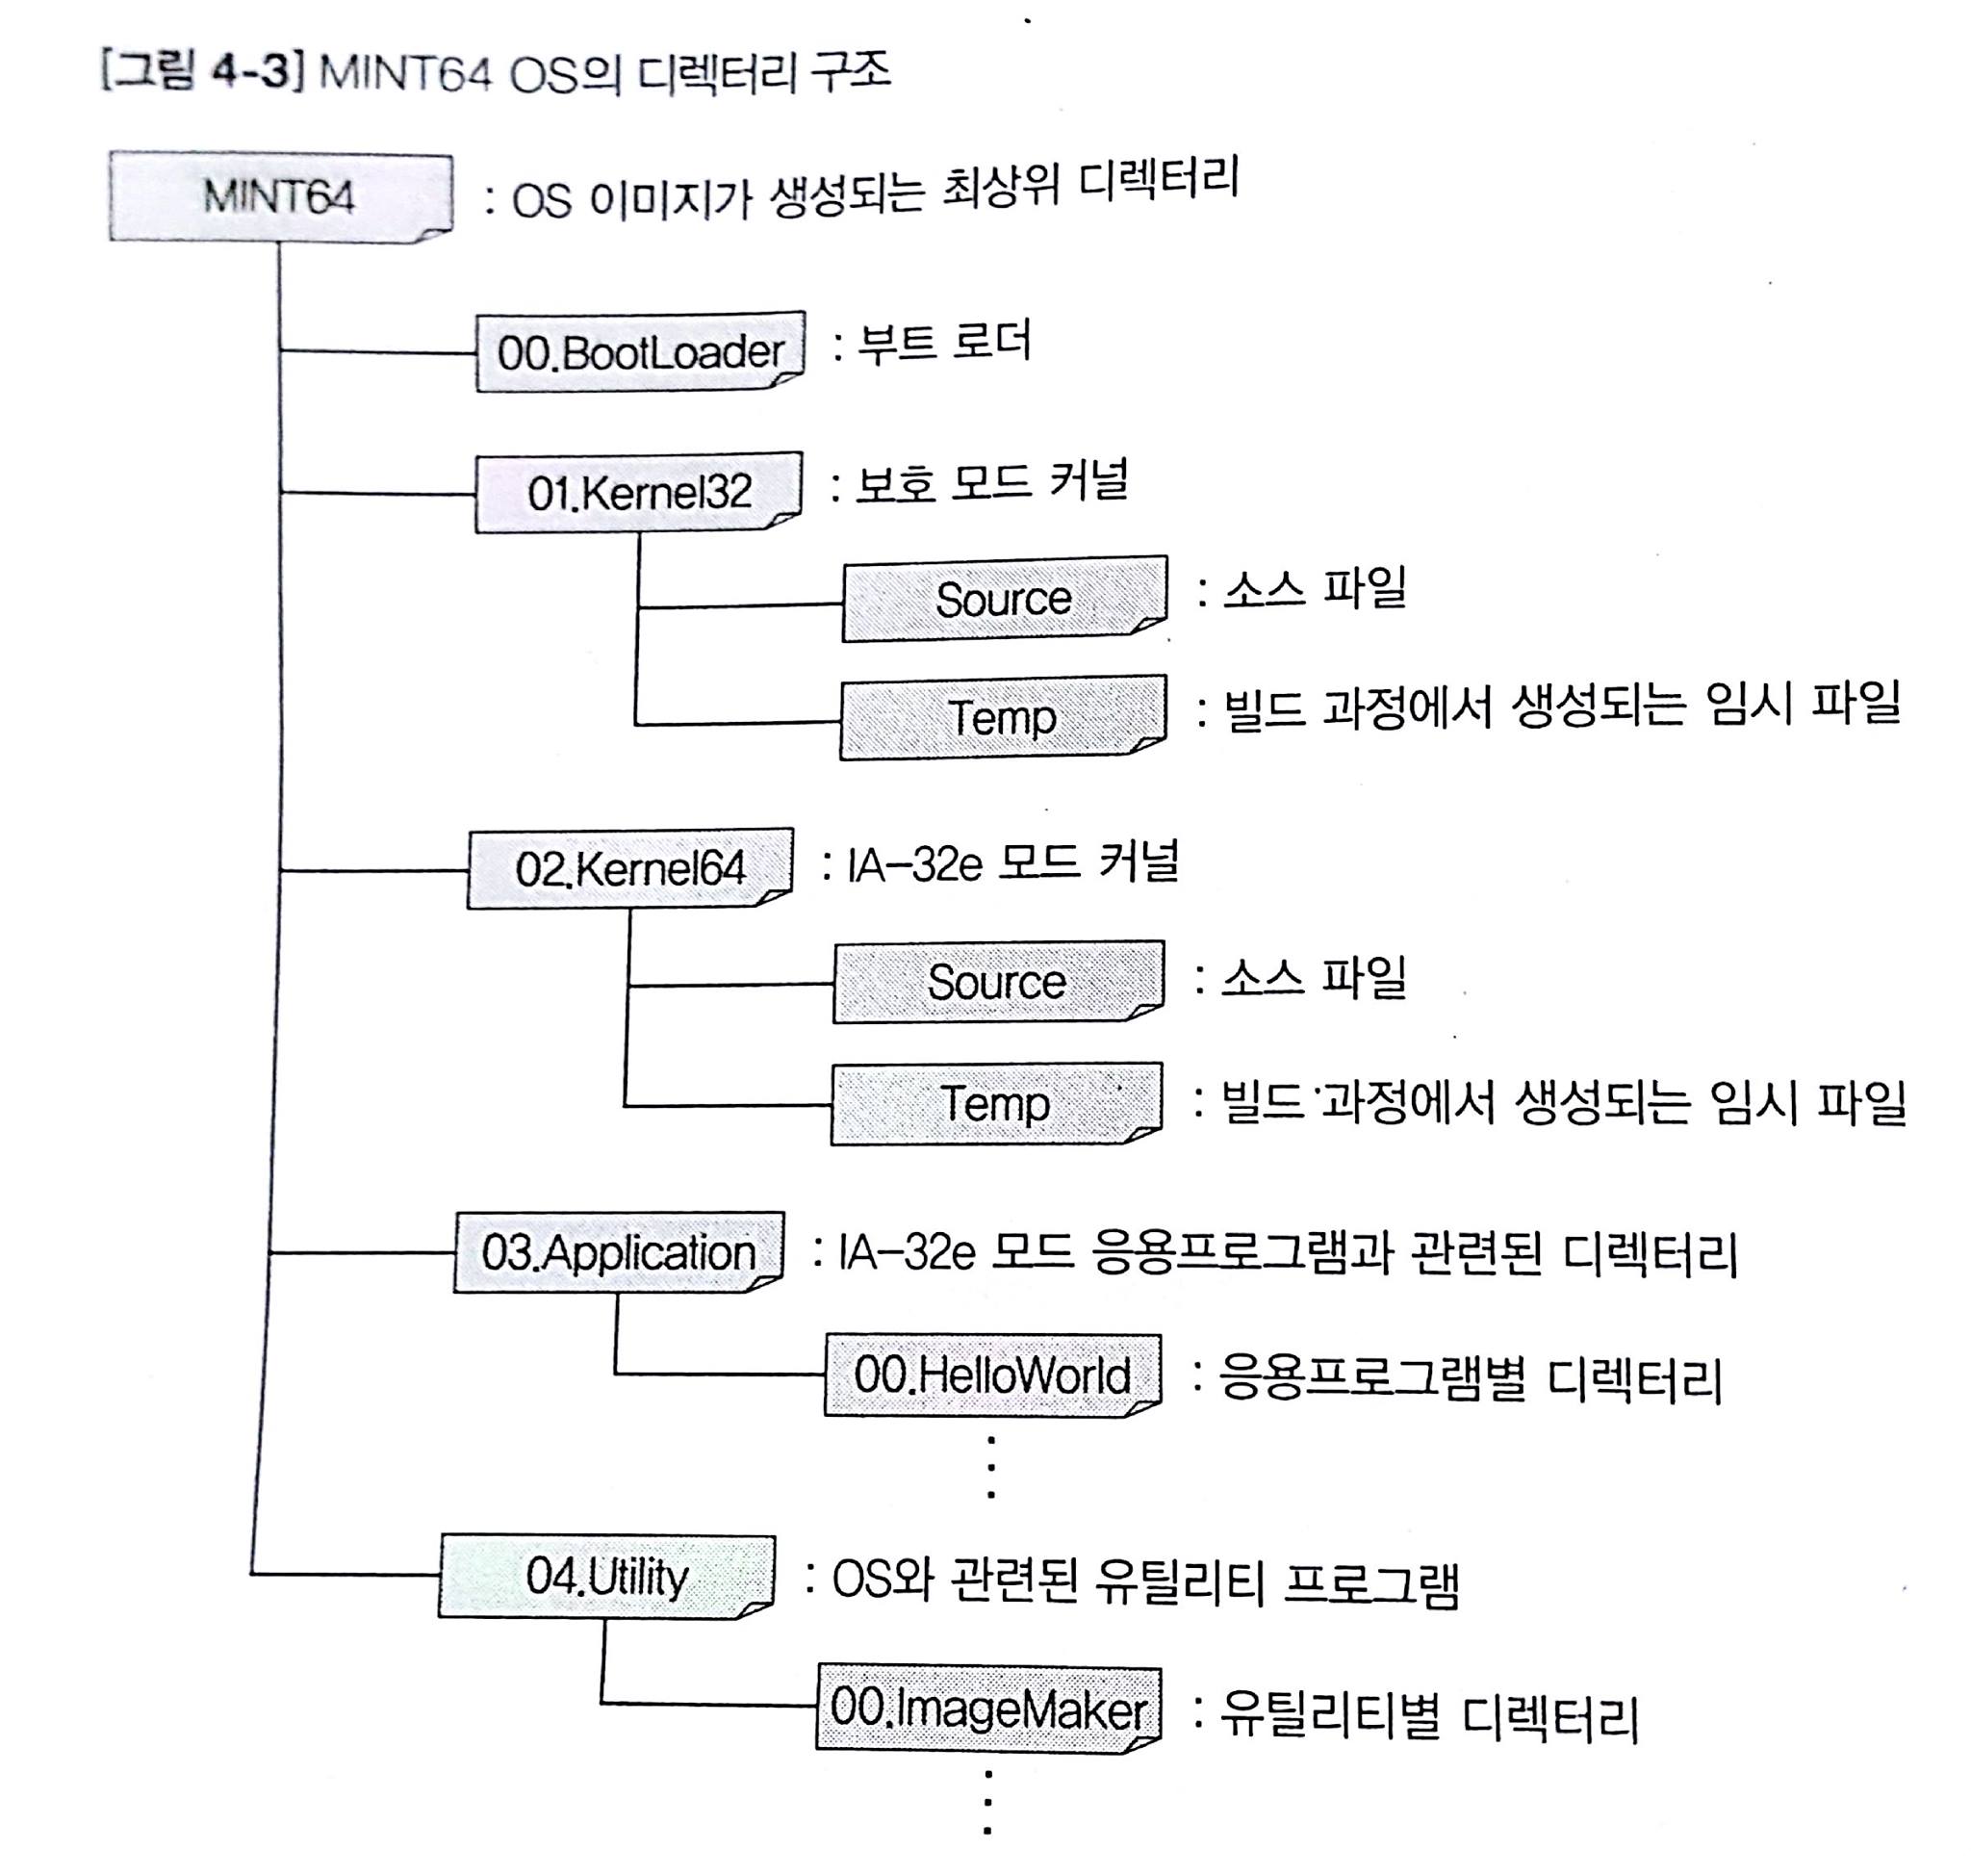 [그림 4-3] MINT64 OS의 디렉터리 구조
MINT64 : OS 이미지가 생성되는 최상위 디렉터리
00.BootLoader : 부트 로더
01.Kernel32 : 보호 모드 커널
Source : 소스 파일
Temp : 빌드 과정에서 생성되는 임시 파일
02.Kernel64 : IA-32e 모드 커널
Source : 소스 파일
Temp : 빌드 과정에서 생성되는 임시 파일
03.Application : IA-32e 모드 응용프로그램과 관련된 디렉터리
00.HelloWorld : 응용프로그램별 디렉터리
04.Utility : OS와 관련된 유틸리티 프로그램
00.ImageMaker : 유틸리티별 디렉터리